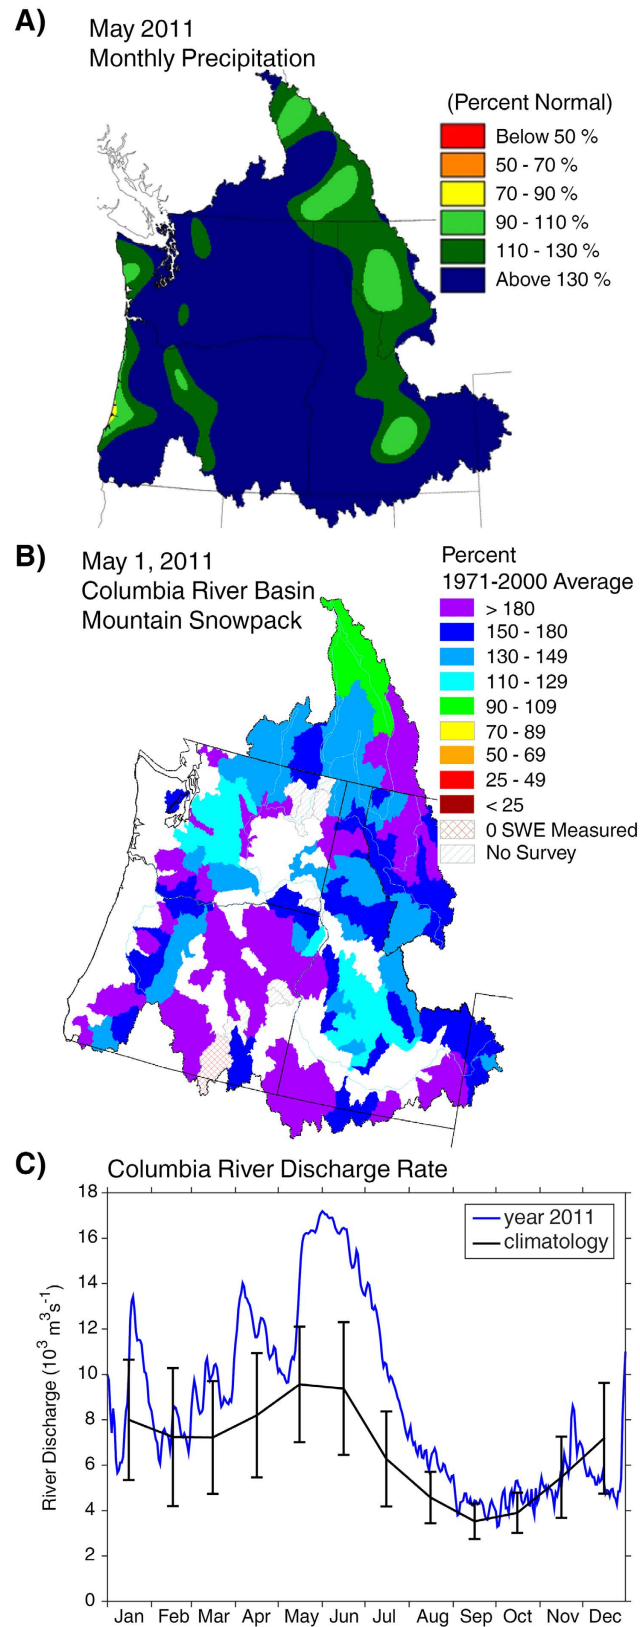 A)
May 2011
Monthly Precipitation
(Percent Normal)
Below 50 %
50 - 70 %
70 - 90 %
90 - 110 %
110 - 130 %
Above 130 %
B)
May 1, 2011
Columbia River Basin
Mountain Snowpack
Percent
1971-2000 Average
> 180
150 - 180
130 - 149
110 - 129
90 - 109
70 - 89
50 - 69
25 - 49
< 25
0 SWE Measured
No Survey
C)
Columbia River Discharge Rate
year 2011
climatology
River Discharge (10³ m³s⁻¹)
18
16
14
12
10
8
6
4
2
0
Jan Feb Mar Apr May Jun Jul Aug Sep Oct Nov Dec